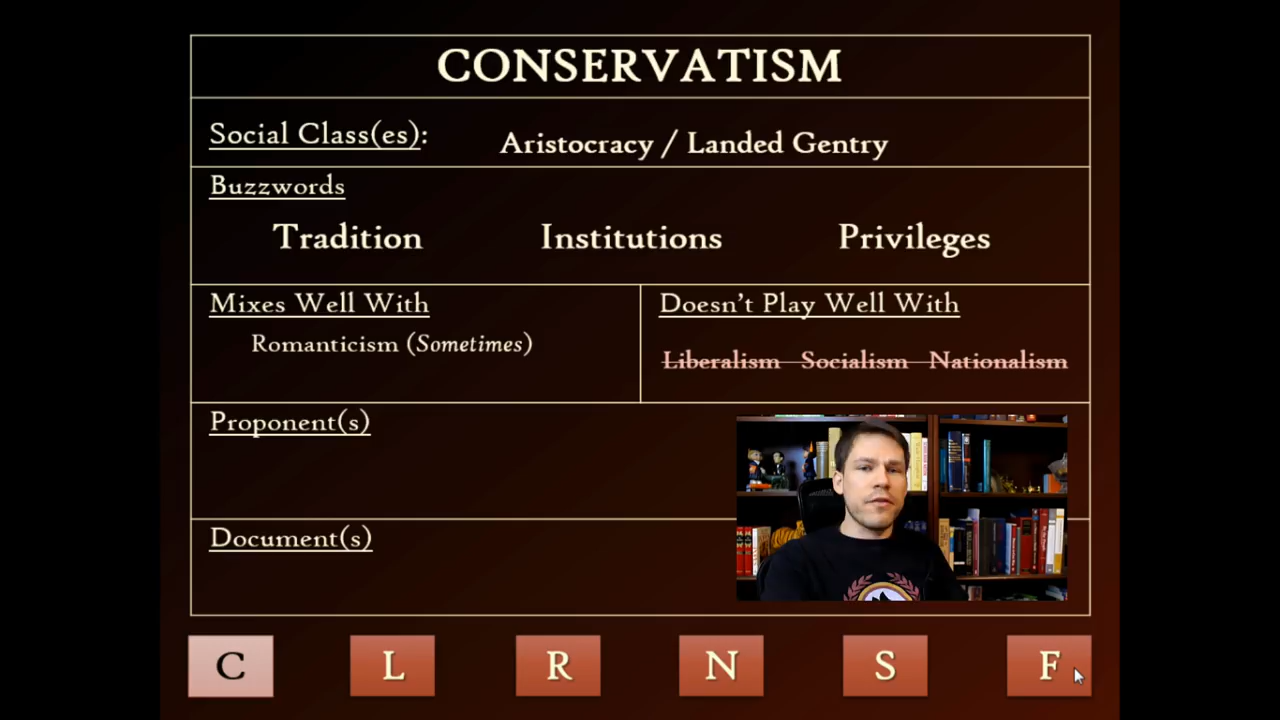 CONSERVATISM
Social Class(es): Aristocracy / Landed Gentry
Buzzwords
Tradition Institutions Privileges
Mixes Well With
Romanticism (Sometimes)
Doesn't Play Well With
Liberalism Socialism Nationalism
Proponent(s)
Document(s)
C L R N S F